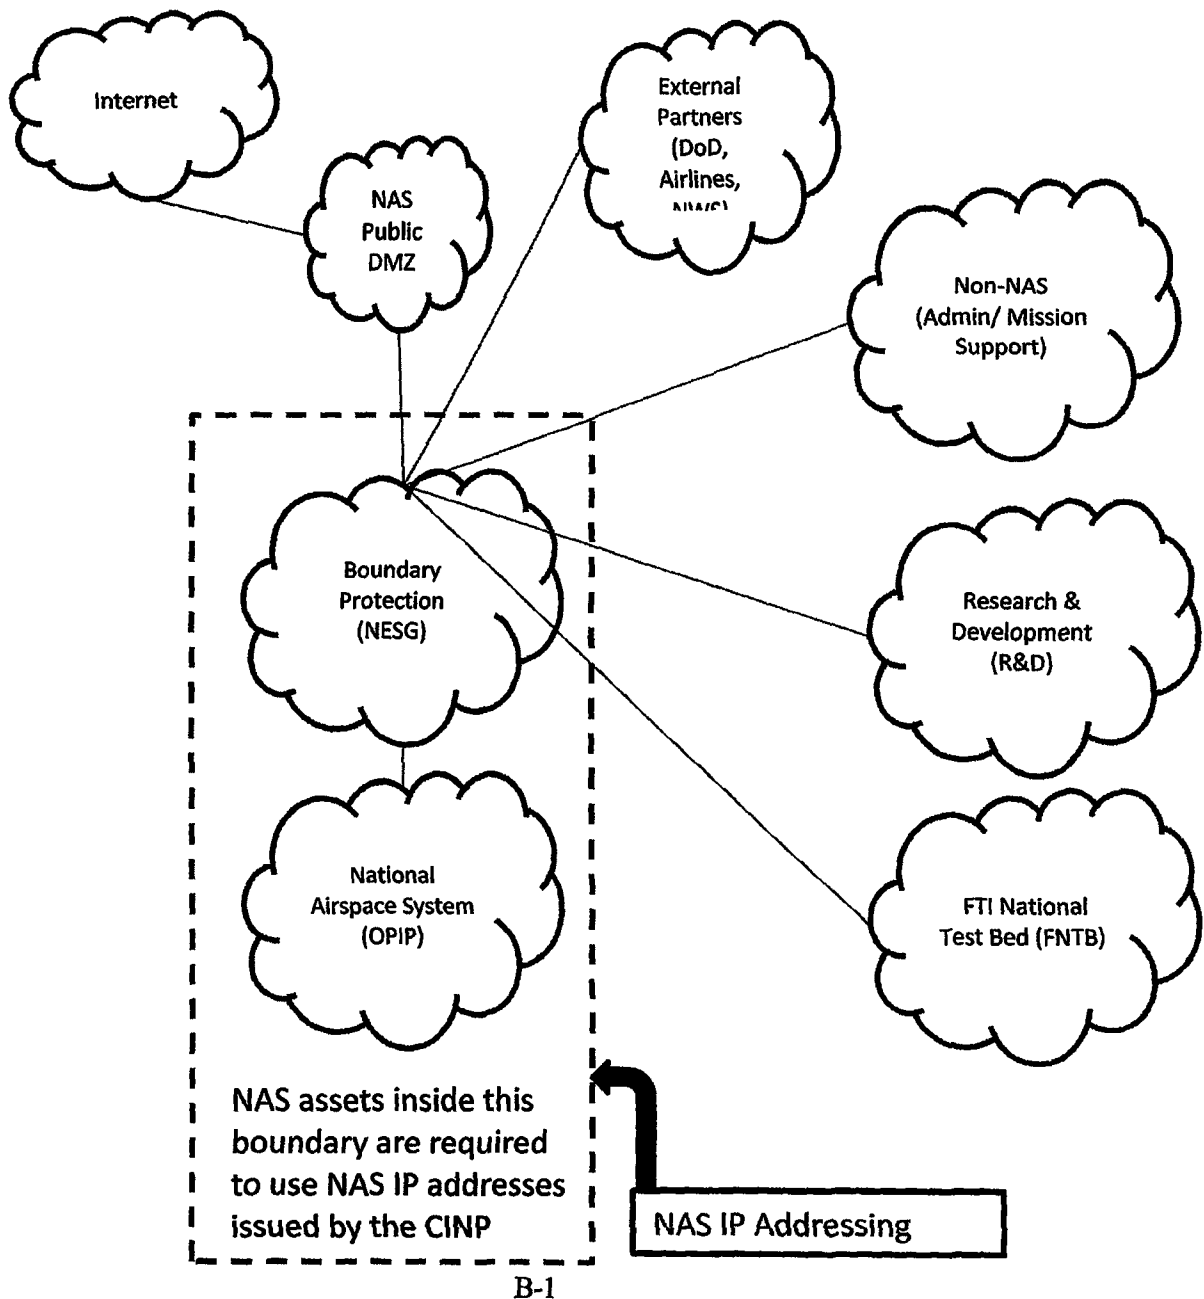 Internet
NAS
Public
DMZ
External
Partners
(DoD,
Airlines,
NWS)
Non-NAS
(Admin/ Mission
Support)
Boundary
Protection
(NESG)
Research &
Development
(R&D)
National
Airspace System
(OPIP)
FTI National
Test Bed (FNTB)
NAS assets inside this
boundary are required
to use NAS IP addresses
issued by the CINP
NAS IP Addressing
B-1